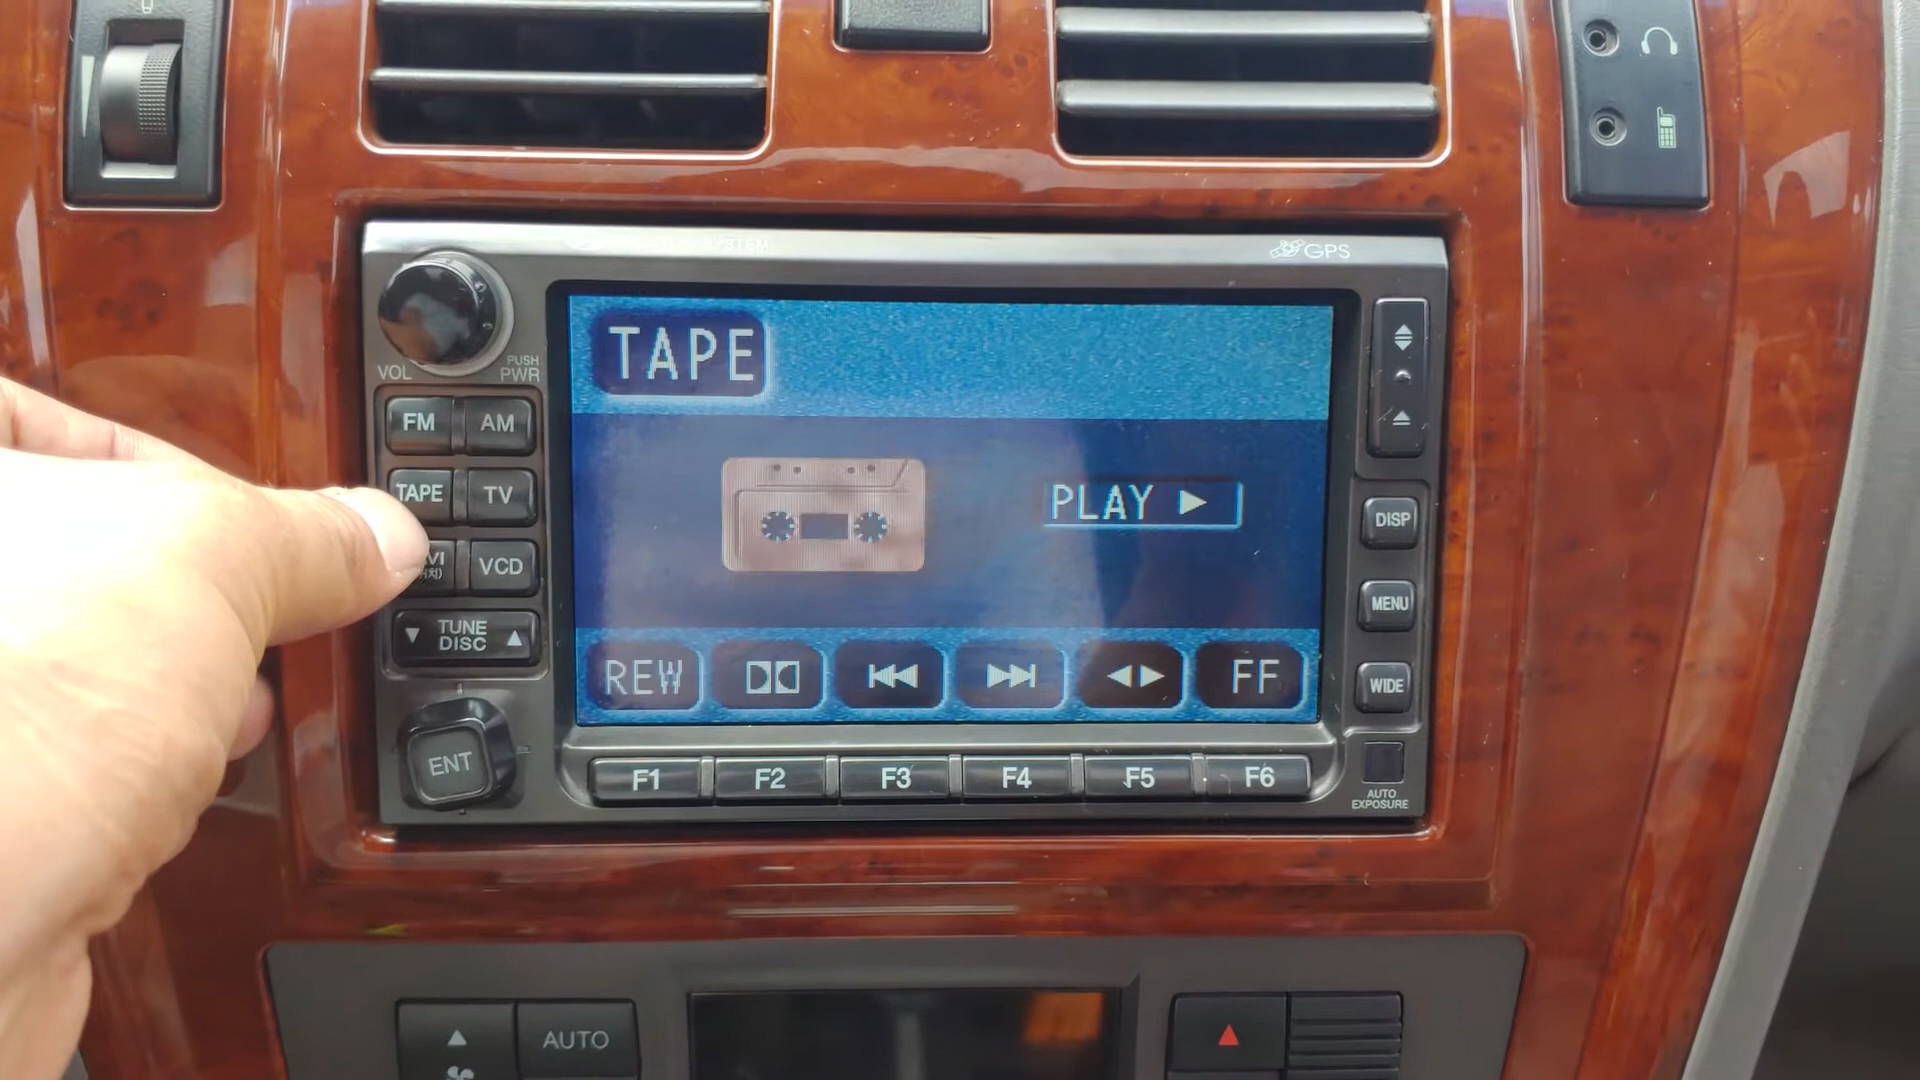 GPS
TAPE
VOL
PUSH
PWR
FM
AM
TAPE
TV
VCD
TUNE
DISC
ENT
PLAY
REW
FF
F1
F2
F3
F4
F5
F6
DISP
MENU
WIDE
AUTO
EXPOSURE
AUTO